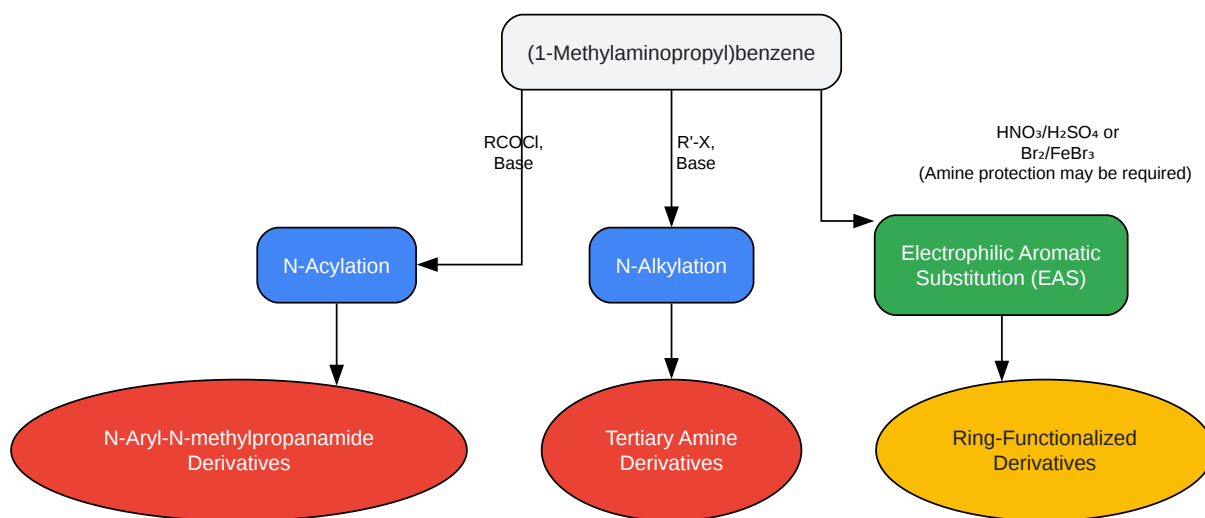 (1-Methylaminopropyl)benzene
RCOCl,
Base
R'-X,
Base
HNO₃/H₂SO₄ or
Br₂/FeBr₃
(Amine protection may be required)
N-Acylation
N-Alkylation
Electrophilic Aromatic
Substitution (EAS)
N-Aryl-N-methylpropanamide
Derivatives
Tertiary Amine
Derivatives
Ring-Functionalized
Derivatives